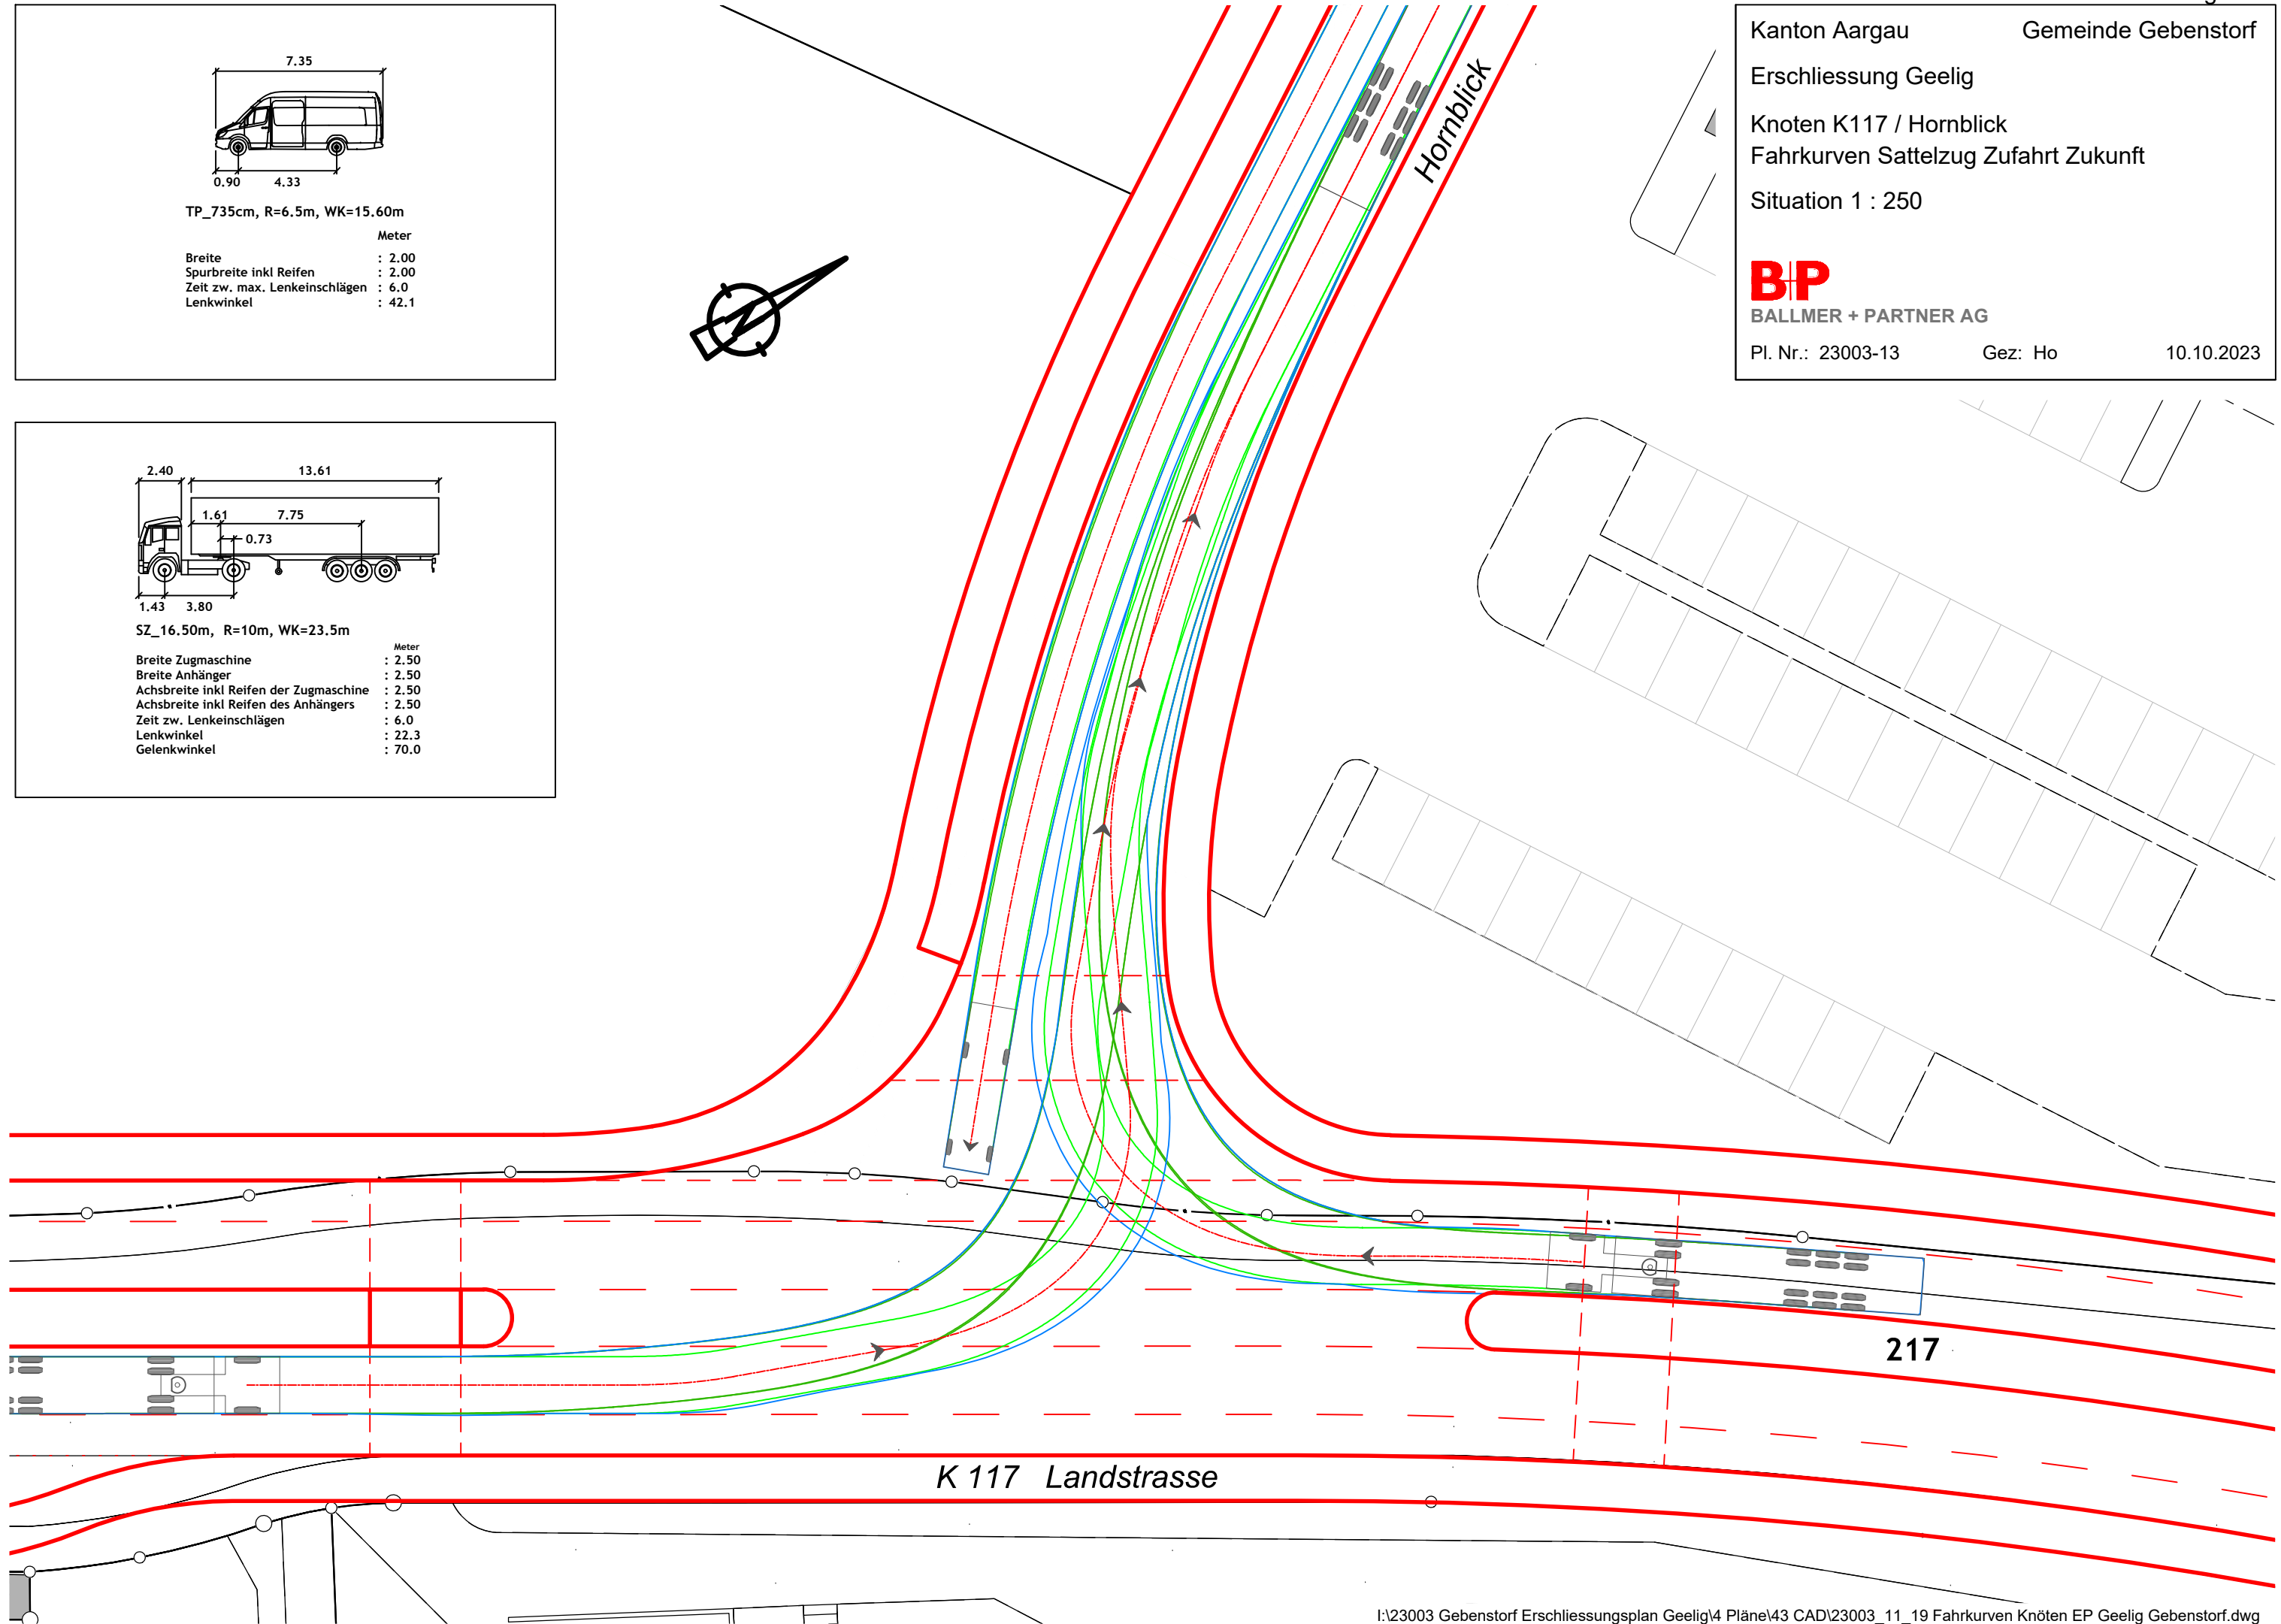 7.35
0.90 4.33
TP_735cm, R=6.5m, WK=15.60m
Meter
Breite : 2.00
Spurbreite inkl Reifen : 2.00
Zeit zw. max. Lenkeinschlägen : 6.0
Lenkwinkel : 42.1
2.40 13.61
1.61 7.75
0.73
1.43 3.80
SZ_16.50m, R=10m, WK=23.5m
Meter
Breite Zugmaschine : 2.50
Breite Anhänger : 2.50
Achsbreite inkl Reifen der Zugmaschine : 2.50
Achsbreite inkl Reifen des Anhängers : 2.50
Zeit zw. Lenkeinschlägen : 6.0
Lenkwinkel : 22.3
Gelenkwinkel : 70.0
N
Hornblick
Kanton Aargau Gemeinde Gebenstorf
Erschliessung Geelig
Knoten K117 / Hornblick
Fahrkurven Sattelzug Zufahrt Zukunft
Situation 1 : 250
B+P
BALLMER + PARTNER AG
Pl. Nr.: 23003-13 Gez: Ho 10.10.2023
217
K 117 Landstrasse
I:\23003 Gebenstorf Erschliessungsplan Geelig\4 Pläne\43 CAD\23003_11_19 Fahrkurven Knöten EP Geelig Gebenstorf.dwg